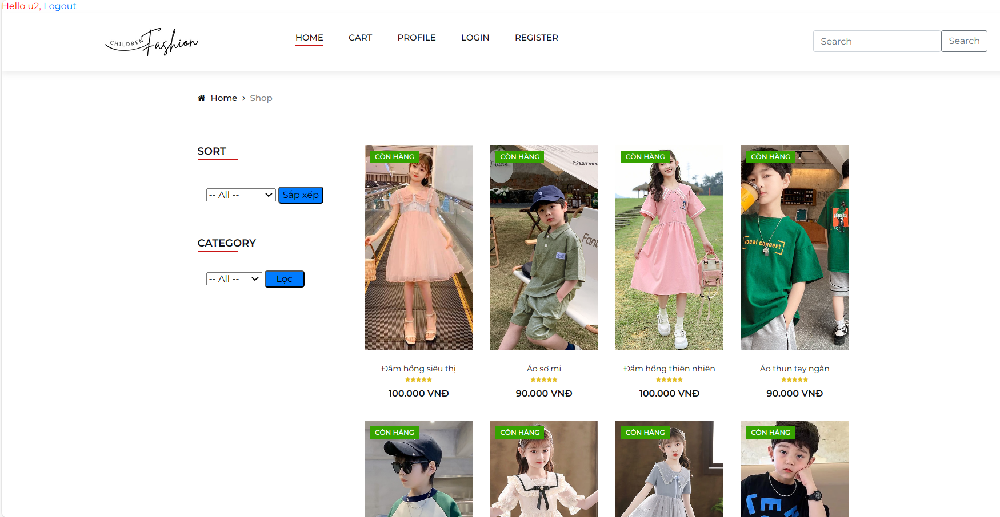 Hello u2, Logout
CHILDREN Fashion
HOME CART PROFILE LOGIN REGISTER
Search Search
Home > Shop
SORT
-- All -- Sắp xếp
CATEGORY
-- All -- Lọc
CÒN HÀNG CÒN HÀNG CÒN HÀNG CÒN HÀNG
Sunn
Fant
vocal concert
Đầm hồng siêu thị Áo sơ mi Đầm hồng thiên nhiên Áo thun tay ngắn
100.000 VNĐ 90.000 VNĐ 100.000 VNĐ 90.000 VNĐ
CÒN HÀNG CÒN HÀNG CÒN HÀNG CÒN HÀNG